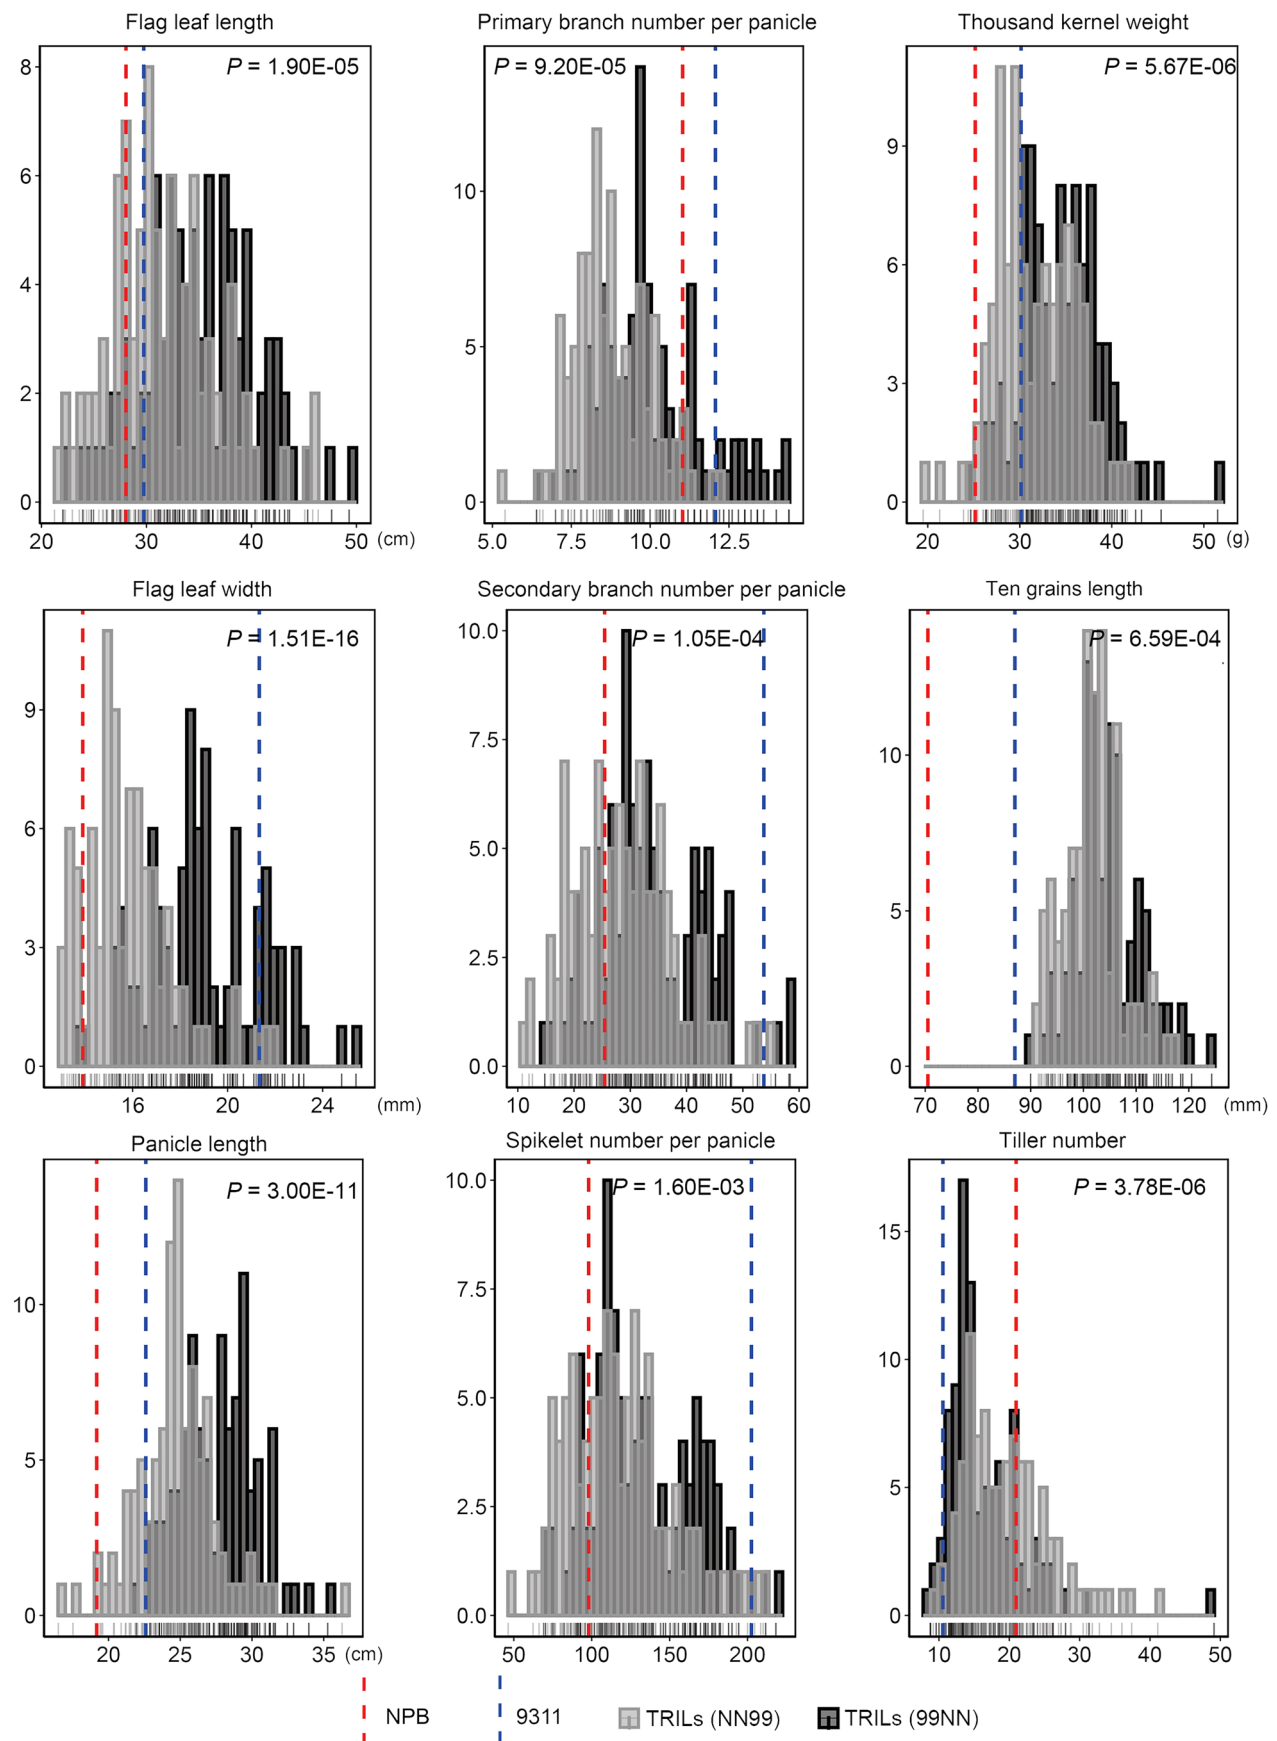 Flag leaf length
Primary branch number per panicle
Thousand kernel weight
P = 1.90E-05
P = 9.20E-05
P = 5.67E-06
8
6
4
2
0
10
5
0
9
6
3
0
20 30 40 50 (cm)
5.0 7.5 10.0 12.5
20 30 40 50 (g)
Flag leaf width
Secondary branch number per panicle
Ten grains length
P = 1.51E-16
P = 1.05E-04
P = 6.59E-04
9
6
3
0
10.0
7.5
5.0
2.5
0.0
10
5
0
16 20 24 (mm)
10 20 30 40 50 60
70 80 90 100 110 120 (mm)
Panicle length
Spikelet number per panicle
Tiller number
P = 3.00E-11
P = 1.60E-03
P = 3.78E-06
10
5
0
10.0
7.5
5.0
2.5
0.0
15
10
5
0
20 25 30 35 (cm)
50 100 150 200
10 20 30 40 50
NPB 9311 TRILs (NN99) TRILs (99NN)